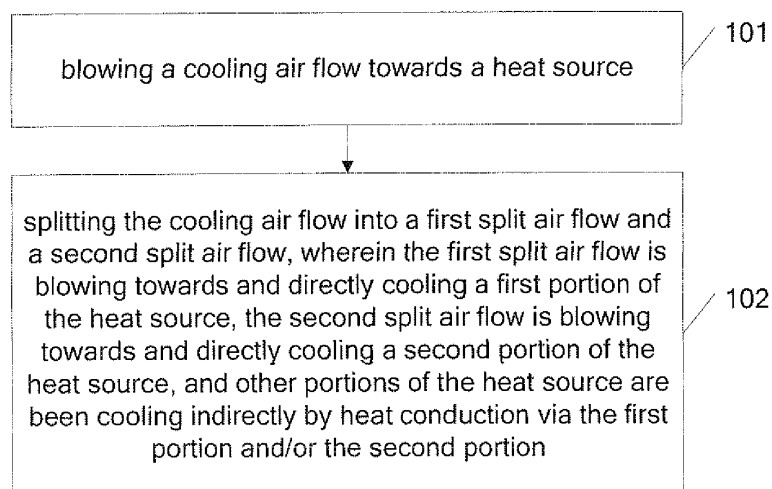 blowing a cooling air flow towards a heat source
101
splitting the cooling air flow into a first split air flow and
a second split air flow, wherein the first split air flow is
blowing towards and directly cooling a first portion of
the heat source, the second split air flow is blowing
towards and directly cooling a second portion of the
heat source, and other portions of the heat source are
been cooling indirectly by heat conduction via the first
portion and/or the second portion
102